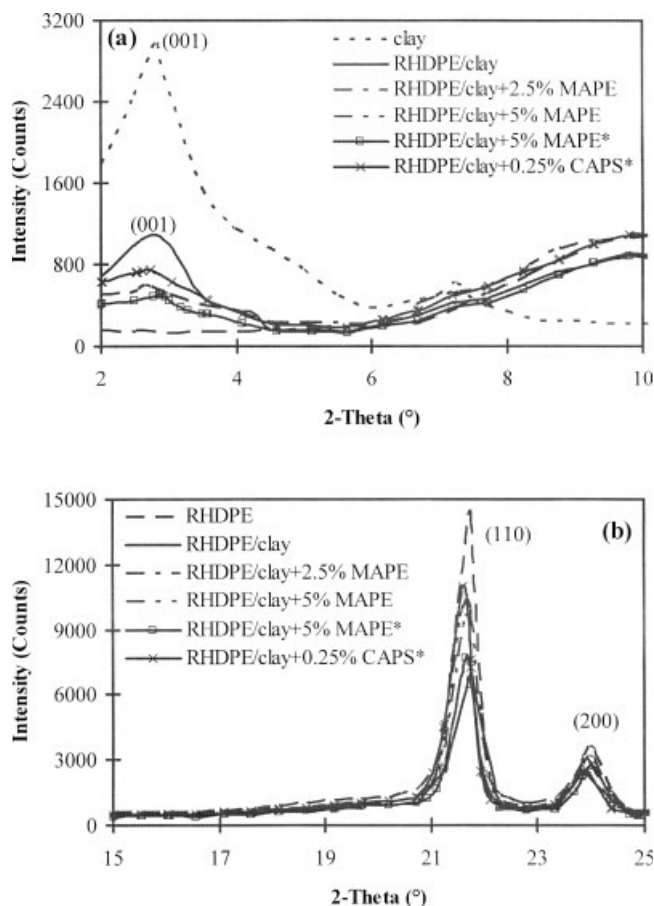 3200
2400
1600
800
0
Intensity (Counts)
(a)
(001)
(001)
clay
RHDPE/clay
RHDPE/clay+2.5% MAPE
RHDPE/clay+5% MAPE
RHDPE/clay+5% MAPE*
RHDPE/clay+0.25% CAPS*
2
4
6
8
10
2-Theta (°)
15000
12000
9000
6000
3000
0
Intensity (Counts)
RHDPE
RHDPE/clay
RHDPE/clay+2.5% MAPE
RHDPE/clay+5% MAPE
RHDPE/clay+5% MAPE*
RHDPE/clay+0.25% CAPS*
(110)
(b)
(200)
15
17
19
21
23
25
2-Theta (°)